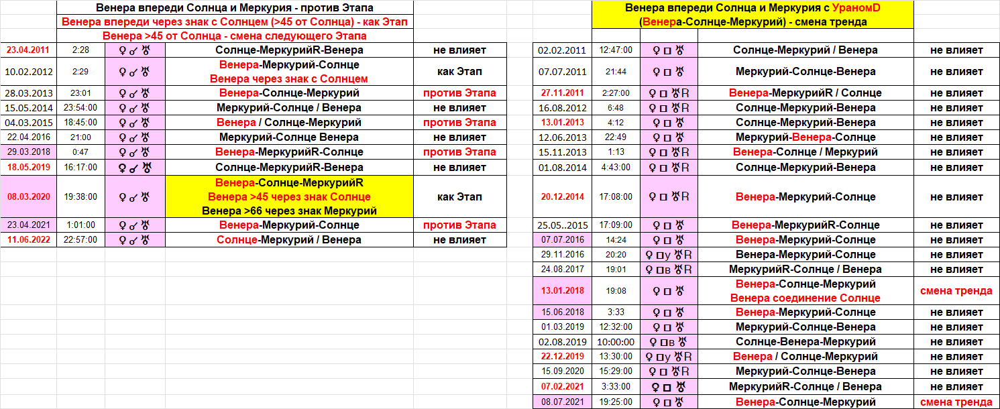 Венера впереди Солнца и Меркурия - против Этапа
Венера впереди через знак с Солнцем (>45 от Солнца) - как Этап
Венера >45 от Солнца - смена следующего Этапа
23.04.2011 2:28 ♀ ☌ ♅ Солнце-МеркурийR-Венера не влияет
10.02.2012 2:29 ♀ ☌ ♅ Венера-Меркурий-Солнце как Этап
Венера через знак с Солнцем
28.03.2013 23:01 ♀ ☌ ♅ Венера-Солнце-Меркурий против Этапа
15.05.2014 23:54:00 ♀ ☌ ♅ Меркурий-Солнце / Венера не влияет
04.03.2015 18:45:00 ♀ ☌ ♅ Венера / Солнце-Меркурий против Этапа
22.04.2016 21:00 ♀ ☌ ♅ Меркурий-Солнце Венера не влияет
29.03.2018 0:47 ♀ ☌ ♅ Венера-МеркурийR-Солнце против Этапа
18.05.2019 16:17:00 ♀ ☌ ♅ Солнце-МеркурийR-Венера не влияет
08.03.2020 19:38:00 ♀ ☌ ♅ Венера-Солнце-МеркурийR как Этап
Венера >45 через знак Солнце
Венера >66 через знак Меркурий
23.04.2021 1:01:00 ♀ ☌ ♅ Венера-Меркурий-Солнце против Этапа
11.06.2022 22:57:00 ♀ ☌ ♅ Солнце-Меркурий / Венера не влияет
Венера впереди Солнца и Меркурия с УраномD
(Венера-Солнце-Меркурий) - смена тренда
02.02.2011 12:47:00 ♀ □ ♅ Солнце-Меркурий / Венера не влияет
07.07.2011 21:44 ♀ □ ♅ Меркурий-Солнце-Венера не влияет
27.11.2011 2:27:00 ♀ □ ♅R Венера-МеркурийR / Солнце не влияет
16.08.2012 6:48 ♀ □ ♅R Солнце-Меркурий-Венера не влияет
13.01.2013 4:12 ♀ □ ♅ Солнце-Меркурий-Венера не влияет
12.06.2013 22:49 ♀ □ ♅ Меркурий-Венера-Солнце не влияет
15.11.2013 1:13 ♀ □ ♅R Венера-Солнце / Меркурий не влияет
01.08.2014 4:43:00 ♀ □ ♅R Солнце-Меркурий-Венера не влияет
20.12.2014 17:08:00 ♀ □ ♅R Венера-Меркурий-Солнце не влияет
25.05..2015 17:09:00 ♀ □ ♅ Венера-МеркурийR-Солнце не влияет
07.07.2016 14:24 ♀ □ ♅ Венера-Меркурий-Солнце не влияет
29.11.2016 20:20 ♀ □у ♅R Венера-Меркурий-Солнце не влияет
24.08.2017 19:01 ♀ □в ♅R МеркурийR-Солнце / Венера не влияет
13.01.2018 19:08 ♀ □ ♅ Венера-Солнце-Меркурий смена тренда
Венера соединение Солнце
15.06.2018 3:33 ♀ □ ♅ Венера-Меркурий-Солнце не влияет
01.03.2019 12:32:00 ♀ □ ♅ Меркурий-Солнце-Венера не влияет
02.08.2019 10:00:00 ♀ □в ♅ Солнце-Венера-Меркурий не влияет
22.12.2019 13:30:00 ♀ □у ♅R Венера / Солнце-Меркурий не влияет
15.09.2020 15:29:00 ♀ □ ♅R Меркурий-Солнце-Венера не влияет
07.02.2021 3:33:00 ♀ □ ♅ МеркурийR-Солнце / Венера не влияет
08.07.2021 19:25:00 ♀ □ ♅ Венера-Солнце-Меркурий смена тренда